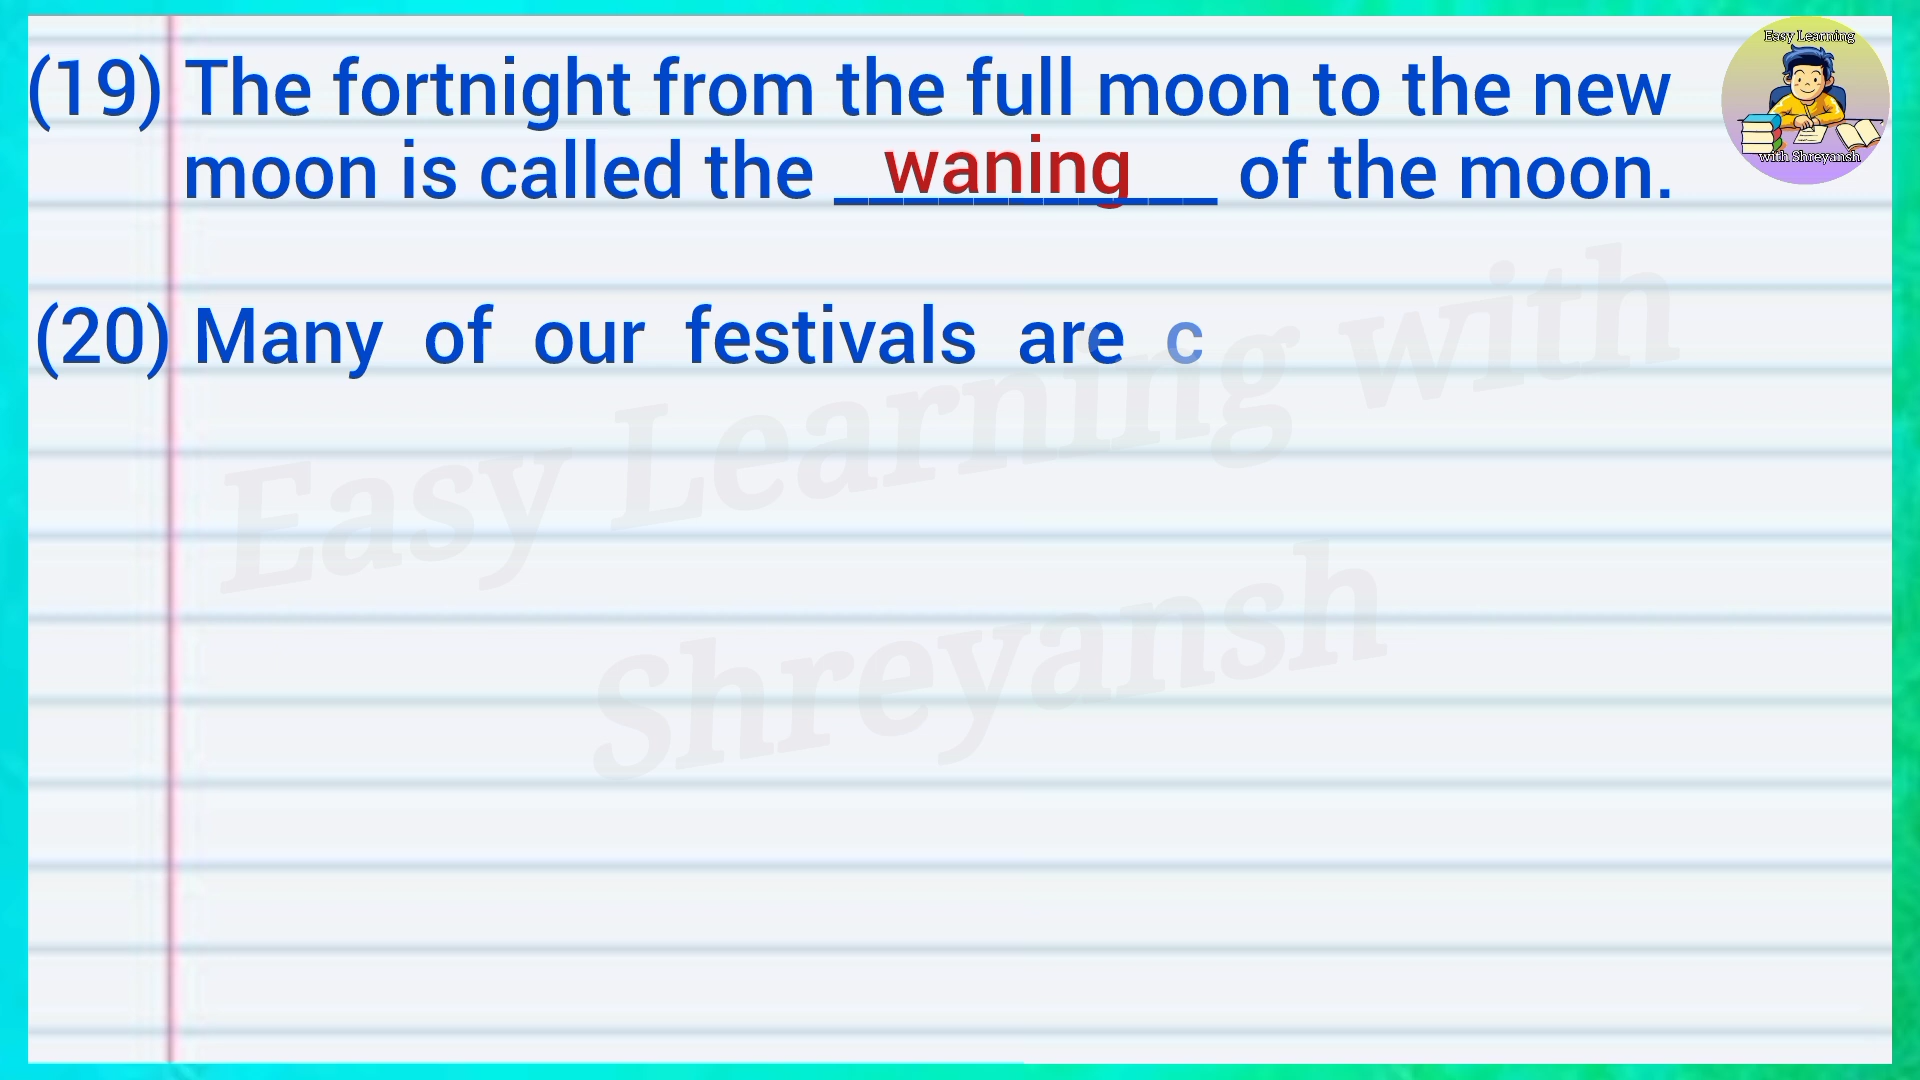 (19) The fortnight from the full moon to the new
moon is called the waning of the moon.
(20) Many of our festivals are c
Easy Learning
with Shreyansh
Easy Learning with
Shreyansh